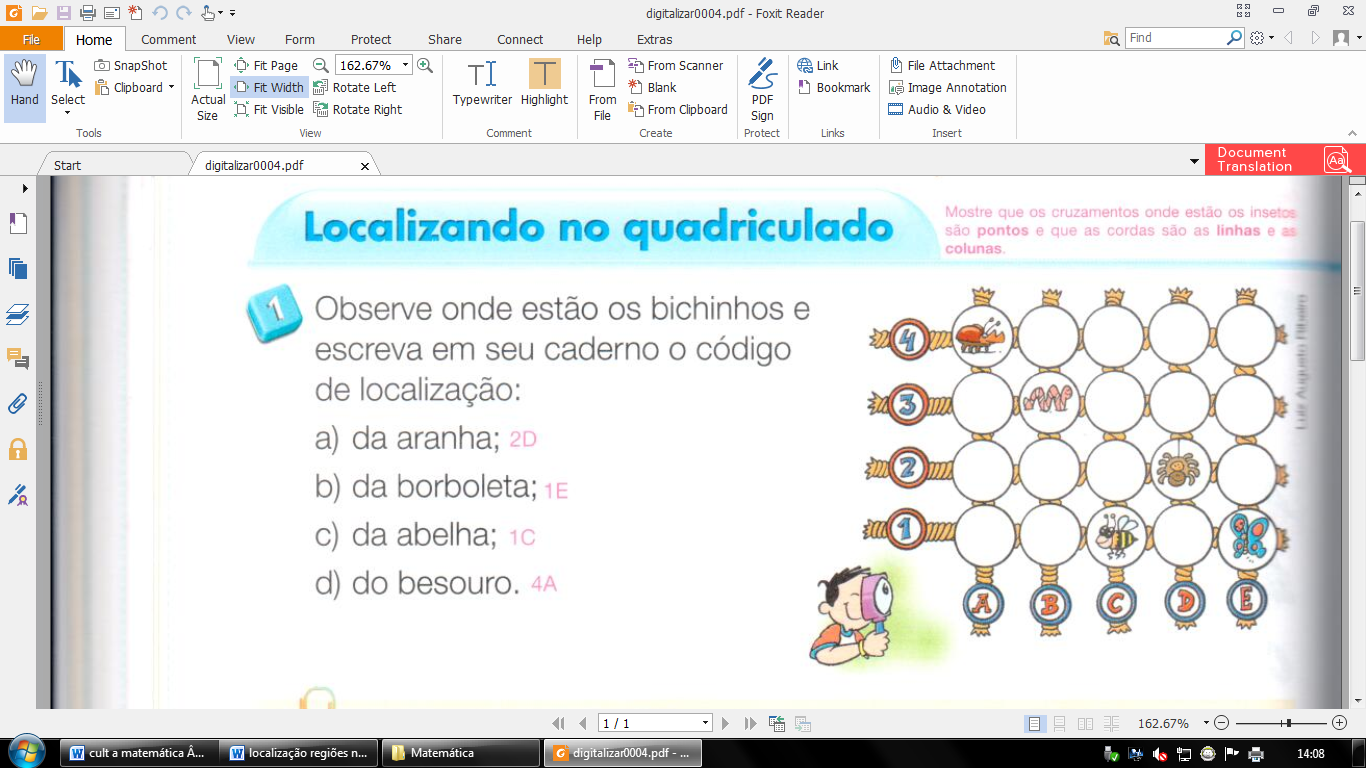 digitalizar0004.pdf - Foxit Reader
File Home Comment View Form Protect Share Connect Help Extras
Find
Hand
Select
SnapShot
Clipboard
Tools
Actual Size
Fit Page
Fit Width
Fit Visible
162.67%
Rotate Left
Rotate Right
View
Typewriter
Highlight
Comment
From File
From Scanner
Blank
From Clipboard
Create
PDF Sign
Protect
Link
Bookmark
Links
File Attachment
Image Annotation
Audio & Video
Insert
Start
digitalizar0004.pdf
Document
Translation
Localizando no quadriculado
Mostre que os cruzamentos onde estão os insetos
são pontos e que as cordas são as linhas e as
colunas.
1 Observe onde estão os bichinhos e
escreva em seu caderno o código
de localização:
a) da aranha; 2D
b) da borboleta; 1E
c) da abelha; 1C
d) do besouro. 4A
4
3
2
1
A B C D E
Luiz Augusto Ribeiro
1 / 1
162.67%
cult a matemática Â...
localização regiões n...
Matemática
digitalizar0004.pdf - ...
14:08